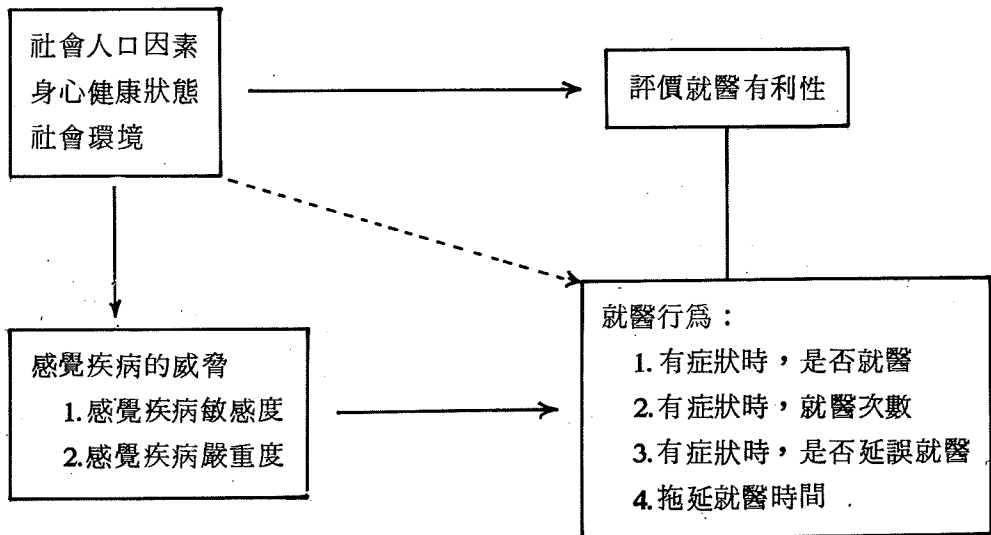 社會人口因素
身心健康狀態
社會環境
評價就醫有利性
感覺疾病的威脅
1.感覺疾病敏感度
2.感覺疾病嚴重度
就醫行爲：
1.有症狀時，是否就醫
2.有症狀時，就醫次數
3.有症狀時，是否延誤就醫
4.拖延就醫時間